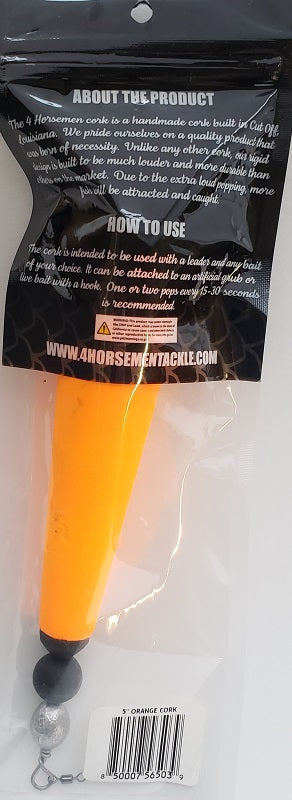 ABOUT THE PRODUCT
The 4 Horsemen cork is a handmade cork built in Cut Off,
Louisiana. We pride ourselves on a quality product that
was born of necessity. Unlike any other cork, our rigid
design is built to be much louder and more durable than
others on the market. Due to the extra loud popping, more
fish will be attracted and caught.
HOW TO USE
The cork is intended to be used with a leader and any bait
of your choice. It can be attached to an artificial grub or
live bait with a hook. One or two pops every 15-30 seconds
is recommended.
WWW.4HORSEMENTACKLE.COM
5" ORANGE CORK
8 50007 56503 9